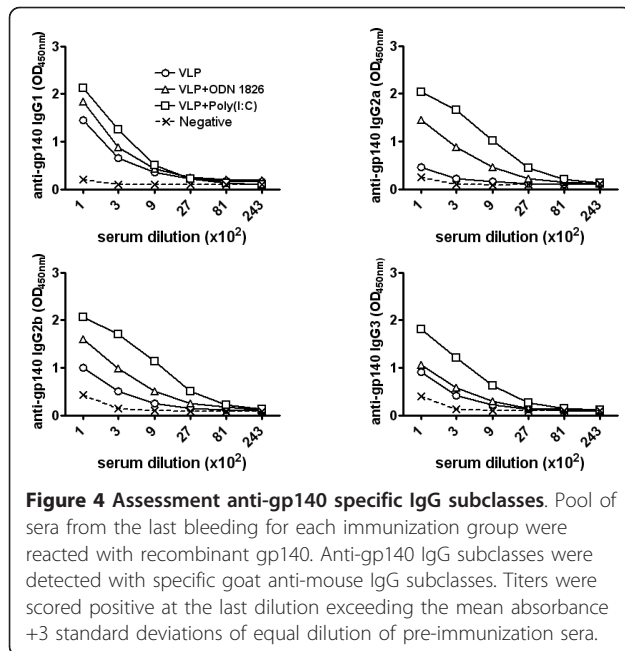 anti-gp140 IgG1 (OD450nm)
3
2
1
0
VLP
VLP+ODN 1826
VLP+Poly(I:C)
Negative
1 3 9 27 81 243
serum dilution (x10²)
anti-gp140 IgG2a (OD450nm)
3
2
1
0
1 3 9 27 81 243
serum dilution (x10²)
anti-gp140 IgG2b (OD450nm)
3
2
1
0
1 3 9 27 81 243
serum dilution (x10²)
anti-gp140 IgG3 (OD450nm)
3
2
1
0
1 3 9 27 81 243
serum dilution (x10²)
Figure 4 Assessment anti-gp140 specific IgG subclasses. Pool of
sera from the last bleeding for each immunization group were
reacted with recombinant gp140. Anti-gp140 IgG subclasses were
detected with specific goat anti-mouse IgG subclasses. Titers were
scored positive at the last dilution exceeding the mean absorbance
+3 standard deviations of equal dilution of pre-immunization sera.